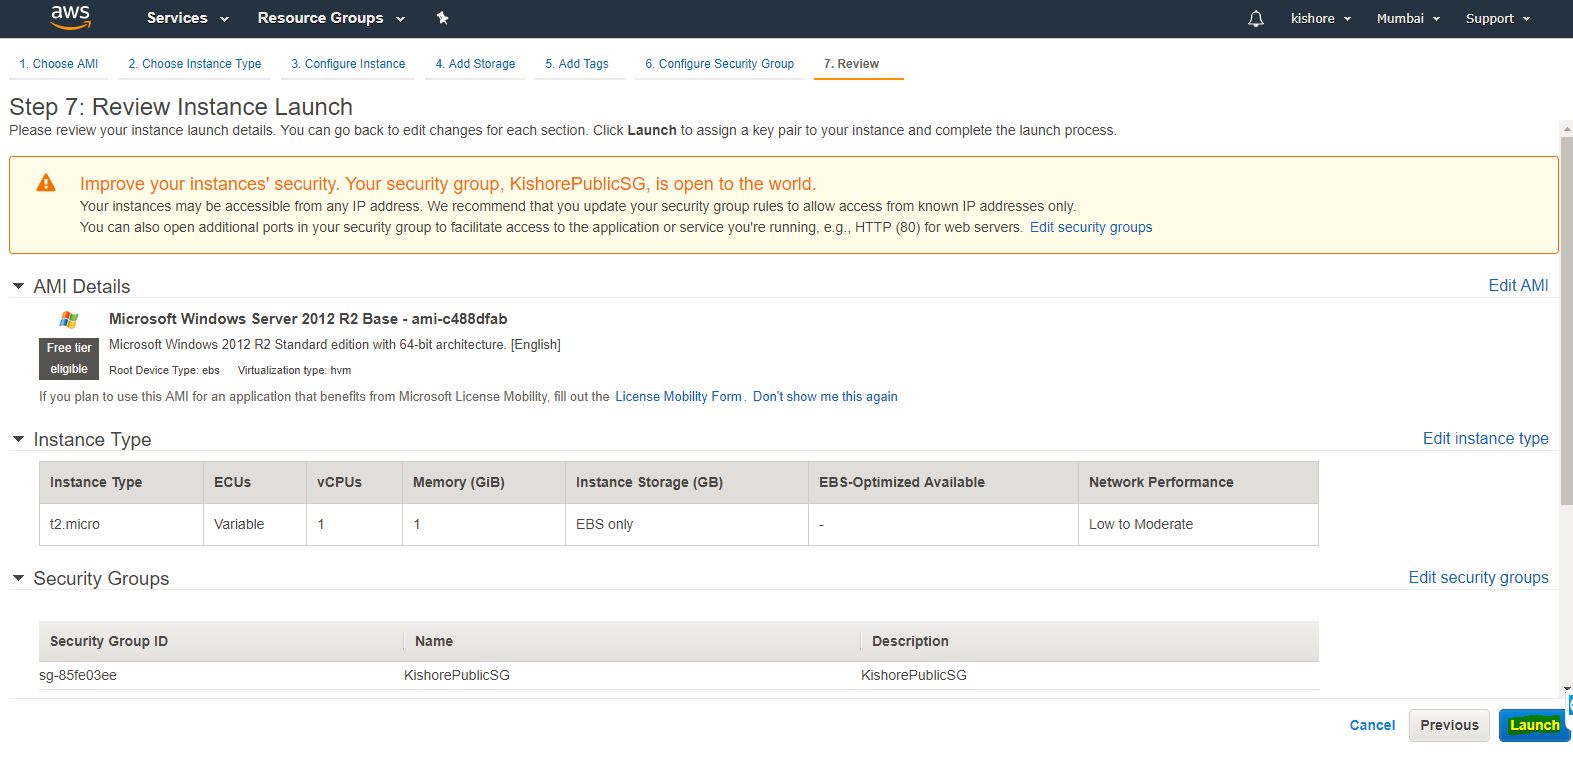 aws Services Resource Groups kishore Mumbai Support
1. Choose AMI 2. Choose Instance Type 3. Configure Instance 4. Add Storage 5. Add Tags 6. Configure Security Group 7. Review
Step 7: Review Instance Launch
Please review your instance launch details. You can go back to edit changes for each section. Click Launch to assign a key pair to your instance and complete the launch process.
Improve your instances' security. Your security group, KishorePublicSG, is open to the world.
Your instances may be accessible from any IP address. We recommend that you update your security group rules to allow access from known IP addresses only.
You can also open additional ports in your security group to facilitate access to the application or service you're running, e.g., HTTP (80) for web servers. Edit security groups
AMI Details Edit AMI
Microsoft Windows Server 2012 R2 Base - ami-c488dfab
Free tier eligible
Microsoft Windows 2012 R2 Standard edition with 64-bit architecture. [English]
Root Device Type: ebs Virtualization type: hvm
If you plan to use this AMI for an application that benefits from Microsoft License Mobility, fill out the License Mobility Form. Don't show me this again
Instance Type Edit instance type
Instance Type ECUs vCPUs Memory (GiB) Instance Storage (GB) EBS-Optimized Available Network Performance
t2.micro Variable 1 1 EBS only - Low to Moderate
Security Groups Edit security groups
Security Group ID Name Description
sg-85fe03ee KishorePublicSG KishorePublicSG
Cancel Previous Launch